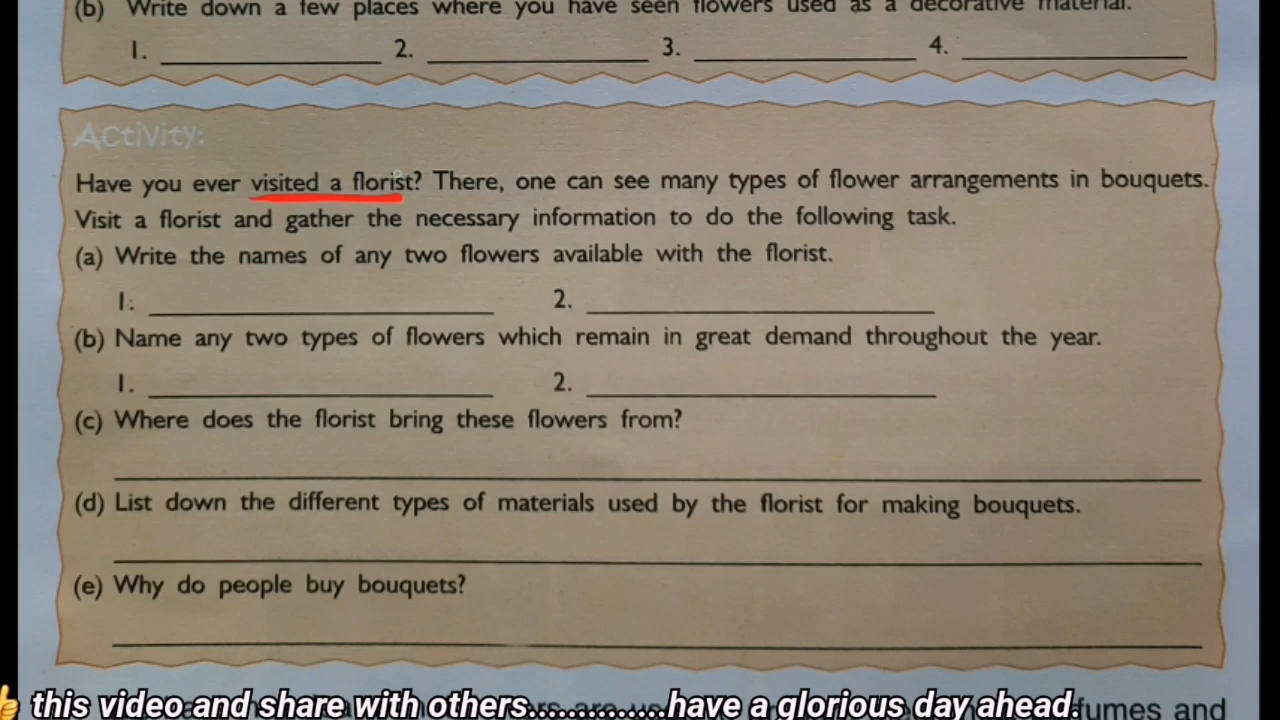 (b) Write down a few places where you have seen flowers used as a decorative material.
1. 2. 3. 4.
Activity:
Have you ever visited a florist? There, one can see many types of flower arrangements in bouquets.
Visit a florist and gather the necessary information to do the following task.
(a) Write the names of any two flowers available with the florist.
1. 2.
(b) Name any two types of flowers which remain in great demand throughout the year.
1. 2.
(c) Where does the florist bring these flowers from?
(d) List down the different types of materials used by the florist for making bouquets.
(e) Why do people buy bouquets?
this video and share with others..............have a glorious day ahead.
fumes and